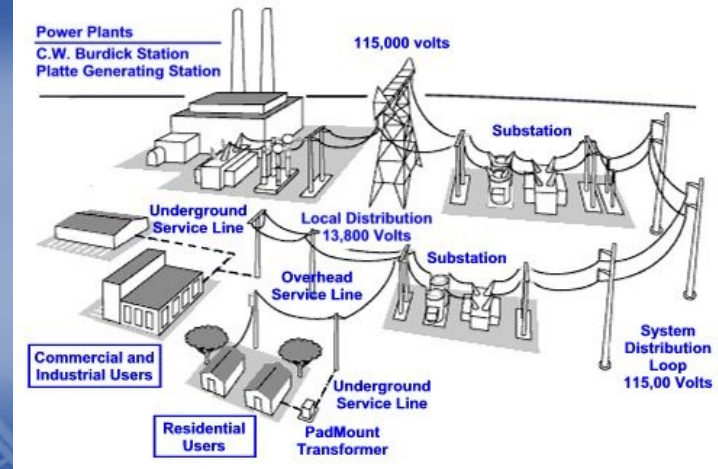 Power Plants
C.W. Burdick Station
Platte Generating Station
115,000 volts
Substation
Underground
Service Line
Local Distribution
13,800 Volts
Substation
Overhead
Service Line
System
Distribution
Loop
115,00 Volts
Commercial and
Industrial Users
Underground
Service Line
Residential
Users
PadMount
Transformer